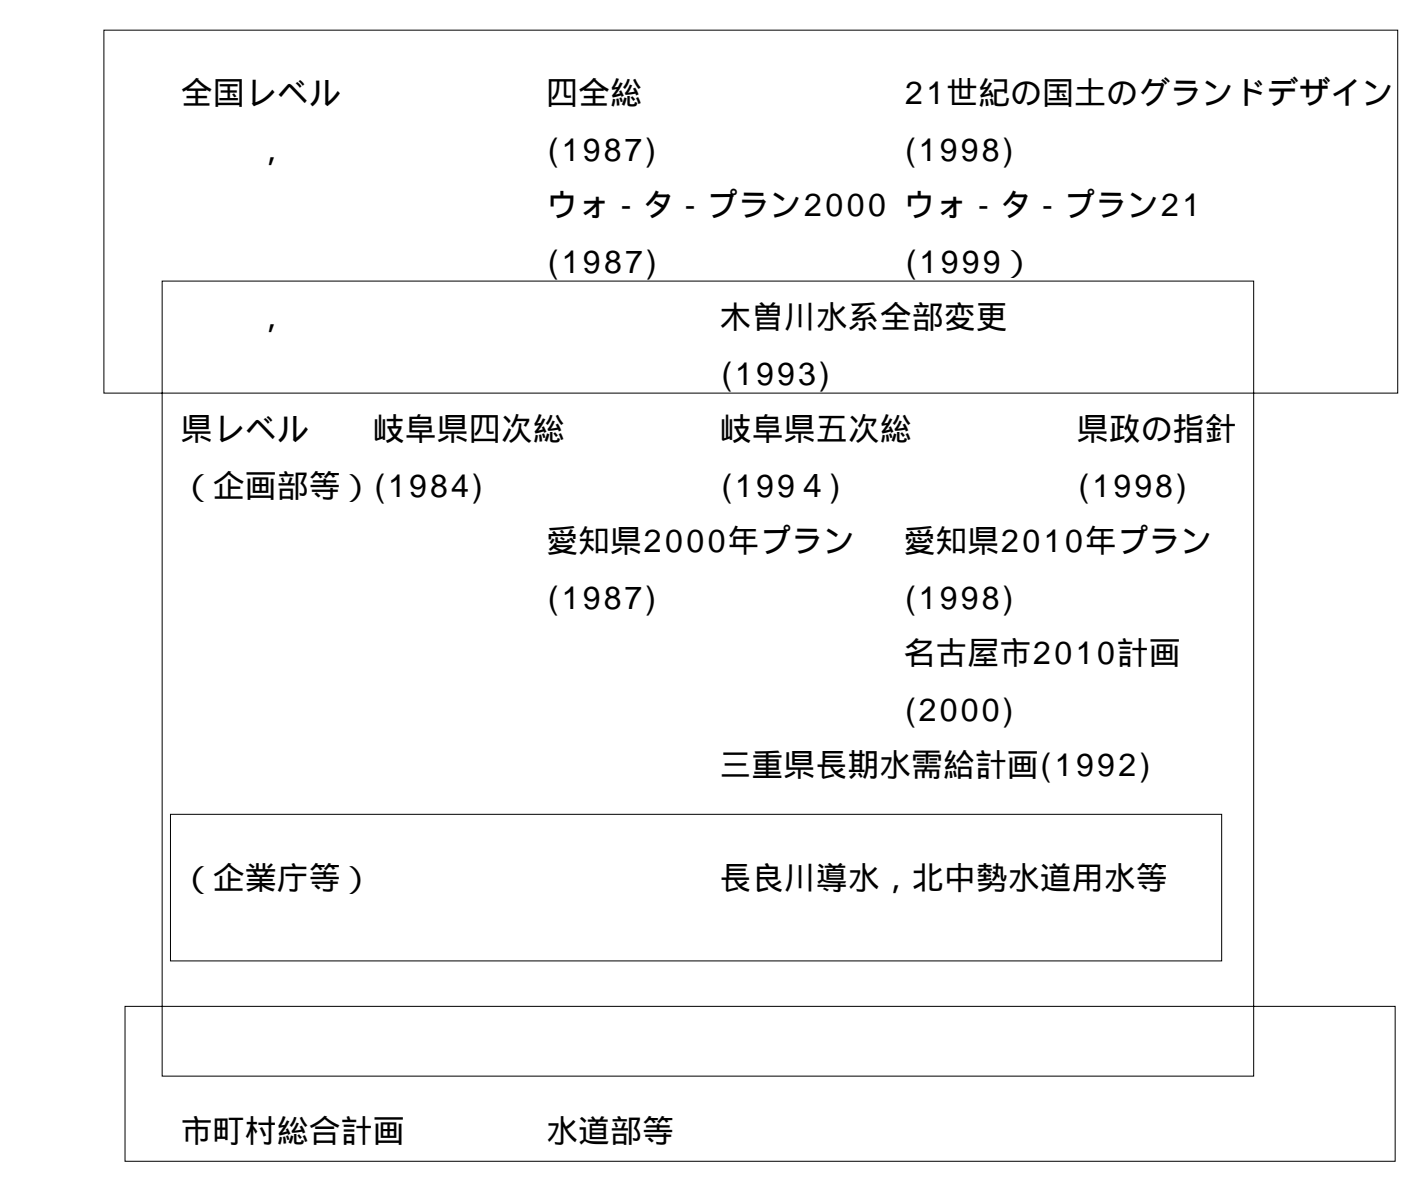 全国レベル 四全総 21世紀の国土のグランドデザイン
, (1987) (1998)
ウォ-タ-プラン2000 ウォ-タ-プラン21
(1987) (1999）
, 木曽川水系全部変更
(1993)
県レベル 岐阜県四次総 岐阜県五次総 県政の指針
（企画部等）(1984) (199４) (1998)
愛知県2000年プラン 愛知県2010年プラン
(1987) (1998)
名古屋市2010計画
(2000)
三重県長期水需給計画(1992)
（企業庁等） 長良川導水，北中勢水道用水等
市町村総合計画 水道部等